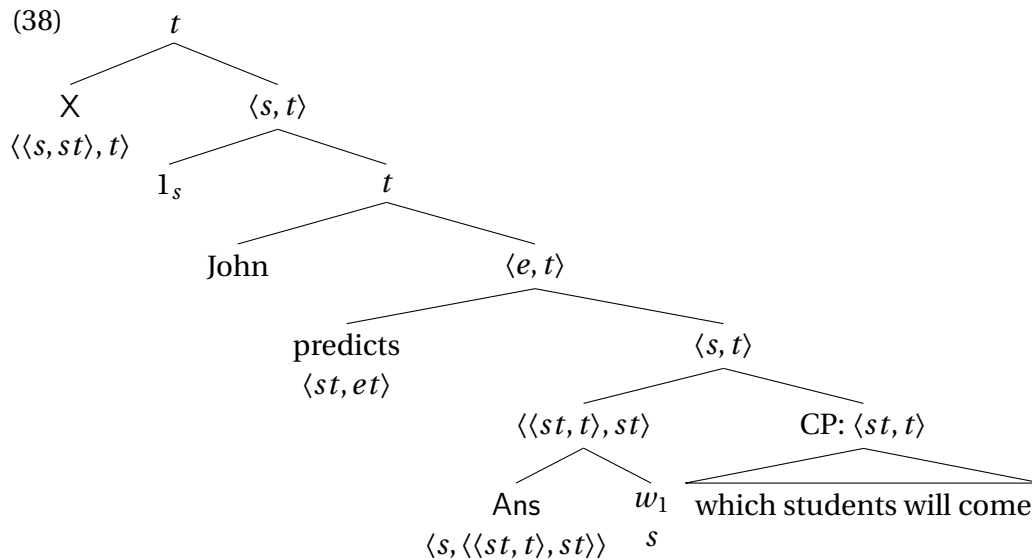 (38) t
X ⟨s, t⟩
⟨⟨s, st⟩, t⟩
1ₛ t
John ⟨e, t⟩
predicts ⟨s, t⟩
⟨st, et⟩
⟨⟨st, t⟩, st⟩ CP: ⟨st, t⟩
Ans w₁ which students will come
⟨s, ⟨⟨st, t⟩, st⟩⟩ s